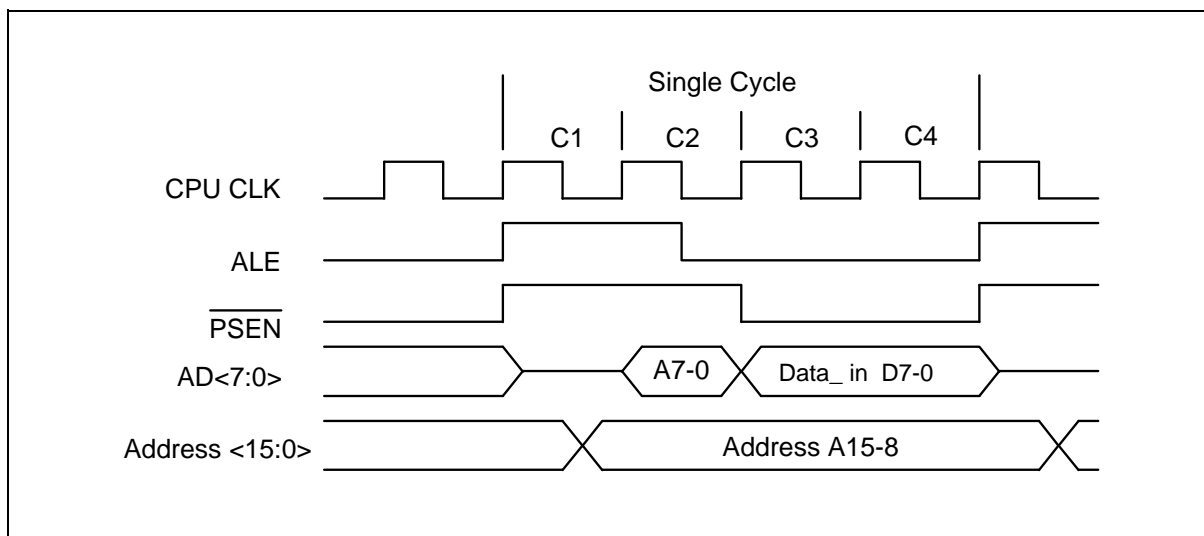 Single Cycle
C1 C2 C3 C4
CPU CLK
ALE
PSEN
AD<7:0> A7-0 Data_ in D7-0
Address <15:0> Address A15-8